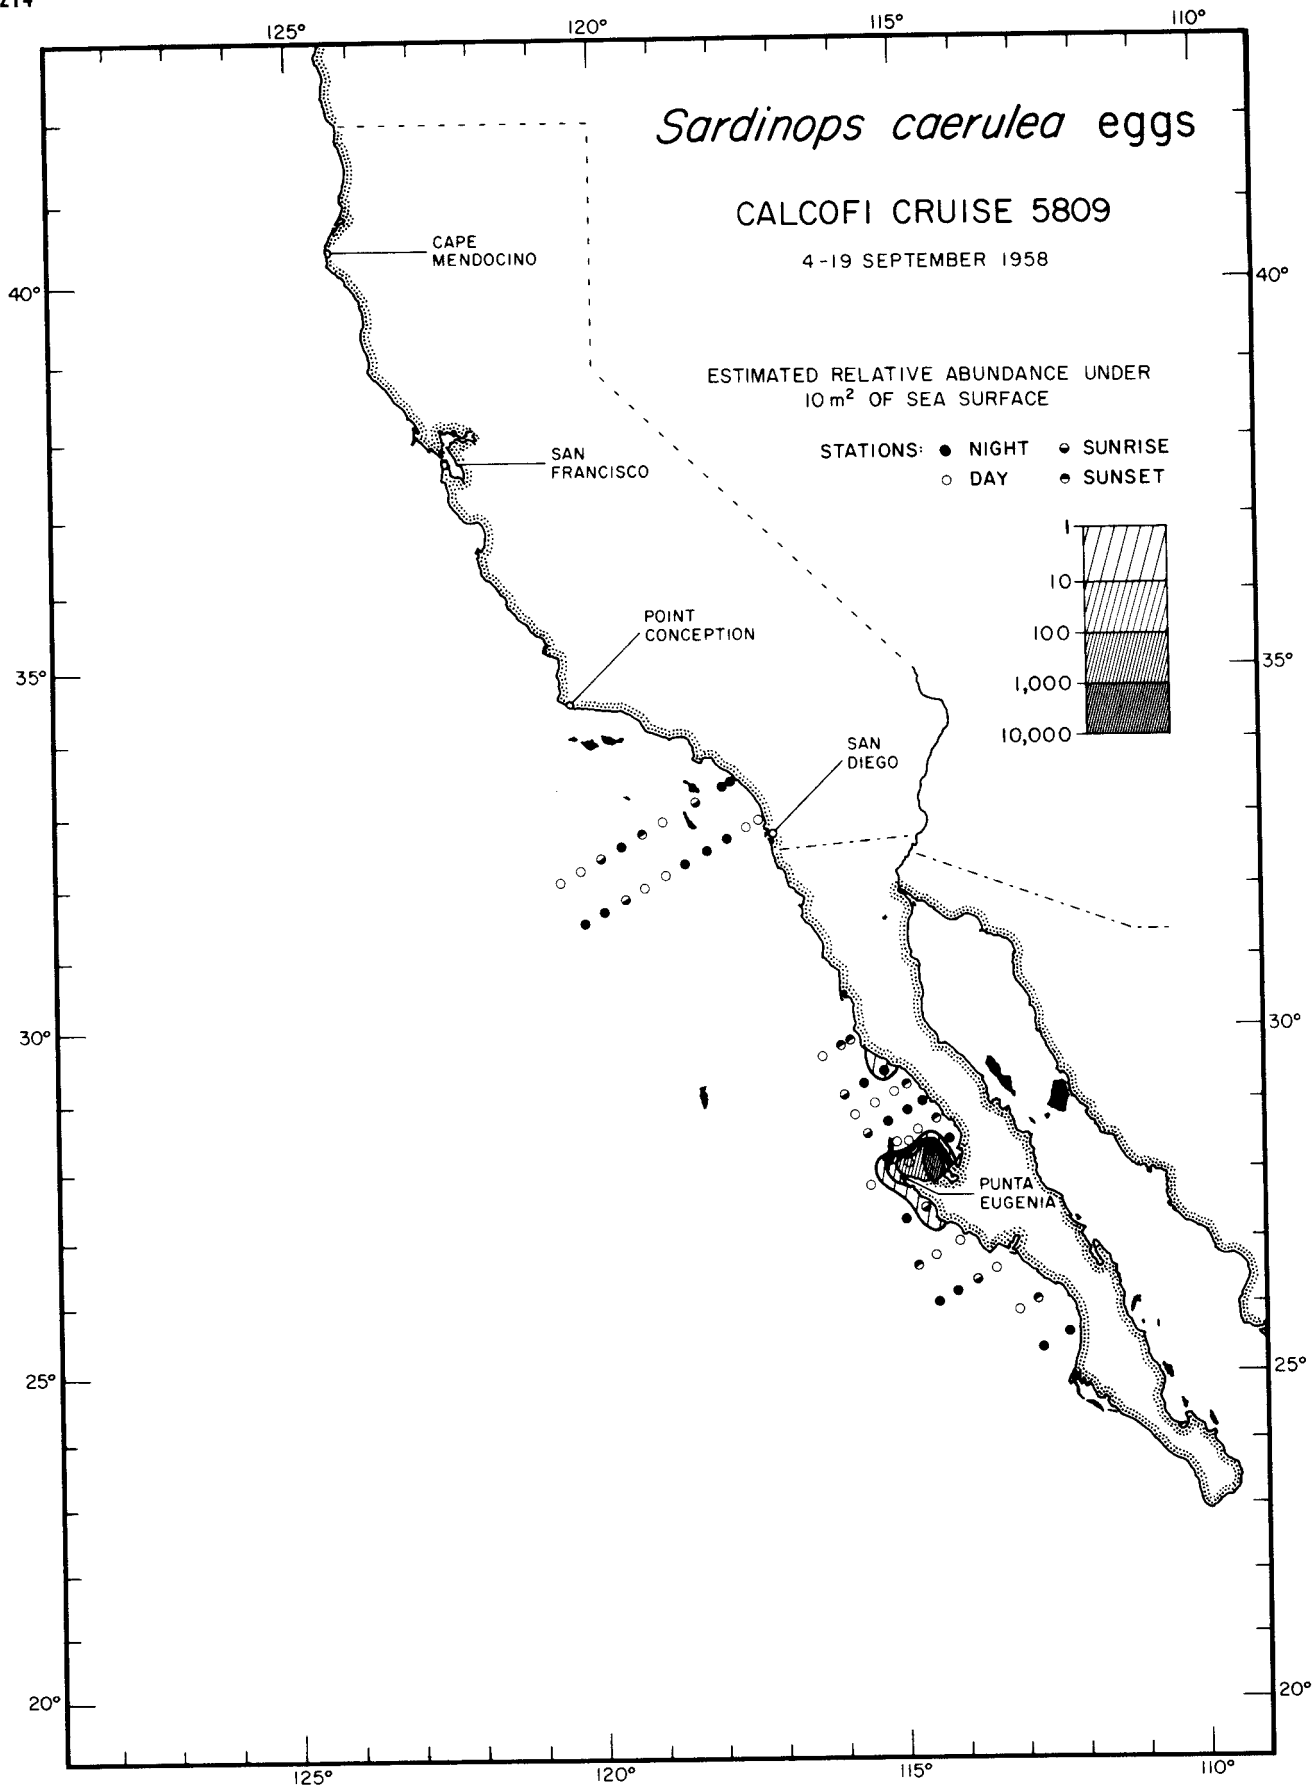 125° 120° 115° 110°
Sardinops caerulea eggs
CALCOFI CRUISE 5809
4-19 SEPTEMBER 1958
CAPE
MENDOCINO
40° 40°
ESTIMATED RELATIVE ABUNDANCE UNDER
10 m² OF SEA SURFACE
STATIONS: NIGHT SUNRISE
DAY SUNSET
SAN
FRANCISCO
1
10
100
1,000
10,000
POINT
CONCEPTION
35° 35°
SAN
DIEGO
30° 30°
PUNTA
EUGENIA
25° 25°
20° 20°
125° 120° 115° 110°